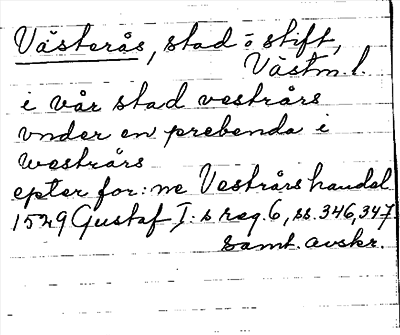 Västerås, stad o. stift,
Västm. l.
i vår stad vestrårs
vnder en prebenda i
westrårs
epter for:ne Vestrårs handel
1529 Gustaf I:s reg. 6, ss. 346, 347.
samt. avskr.